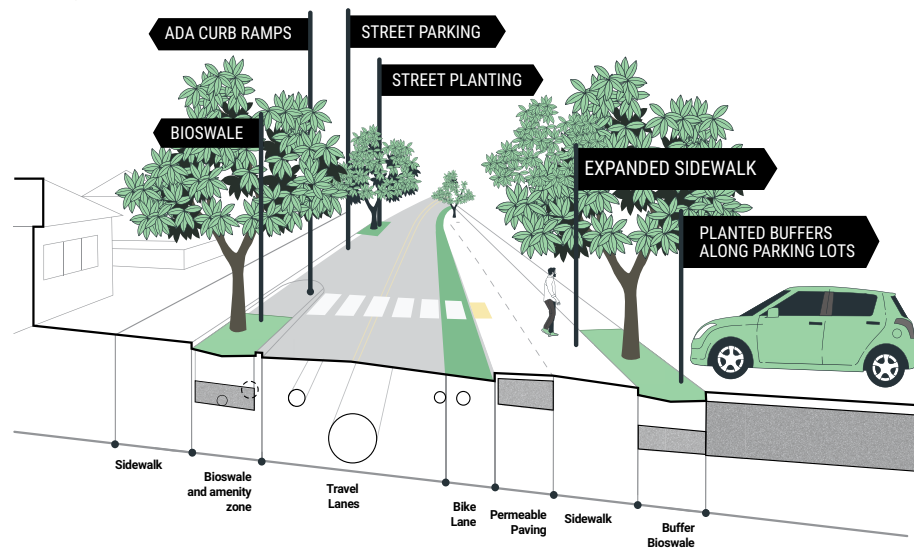 ADA CURB RAMPS
STREET PARKING
STREET PLANTING
BIOSWALE
EXPANDED SIDEWALK
PLANTED BUFFERS
ALONG PARKING LOTS
Sidewalk
Bioswale
and amenity
zone
Travel
Lanes
Bike
Lane
Permeable
Paving
Sidewalk
Buffer
Bioswale